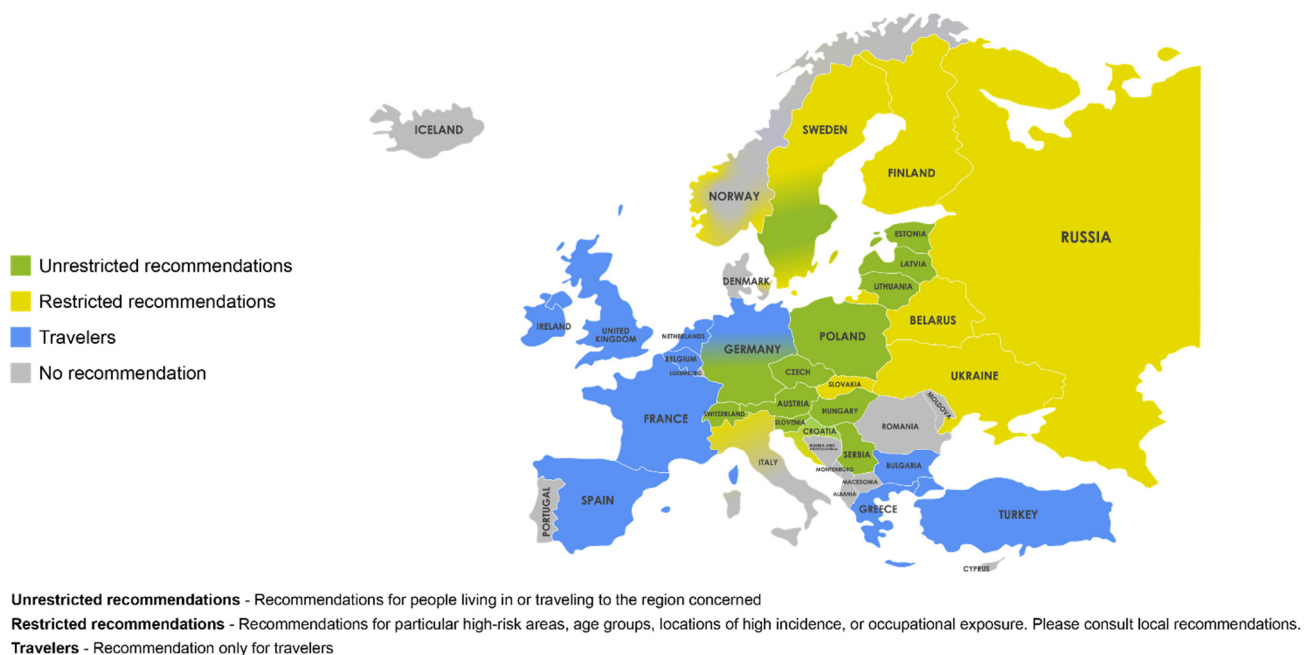 ICELAND
SWEDEN
FINLAND
NORWAY
RUSSIA
ESTONIA
LATVIA
LITHUANIA
DENMARK
Unrestricted recommendations
Restricted recommendations
Travelers
No recommendation
IRELAND
UNITED
KINGDOM
NETHERLANDS
BELGIUM
LUXEMBURG
GERMANY
POLAND
BELARUS
CZECH
SLOVAKIA
UKRAINE
FRANCE
SWITZERLAND
AUSTRIA
HUNGARY
SLOVENIA
CROATIA
ROMANIA
MOLDOVA
BOSNIA AND
HERZEGOVINA
SERBIA
ITALY
MONTENEGRO
BULGARIA
MACEDONIA
ALBANIA
PORTUGAL
SPAIN
GREECE
TURKEY
CYPRUS
Unrestricted recommendations - Recommendations for people living in or traveling to the region concerned
Restricted recommendations - Recommendations for particular high-risk areas, age groups, locations of high incidence, or occupational exposure. Please consult local recommendations.
Travelers - Recommendation only for travelers